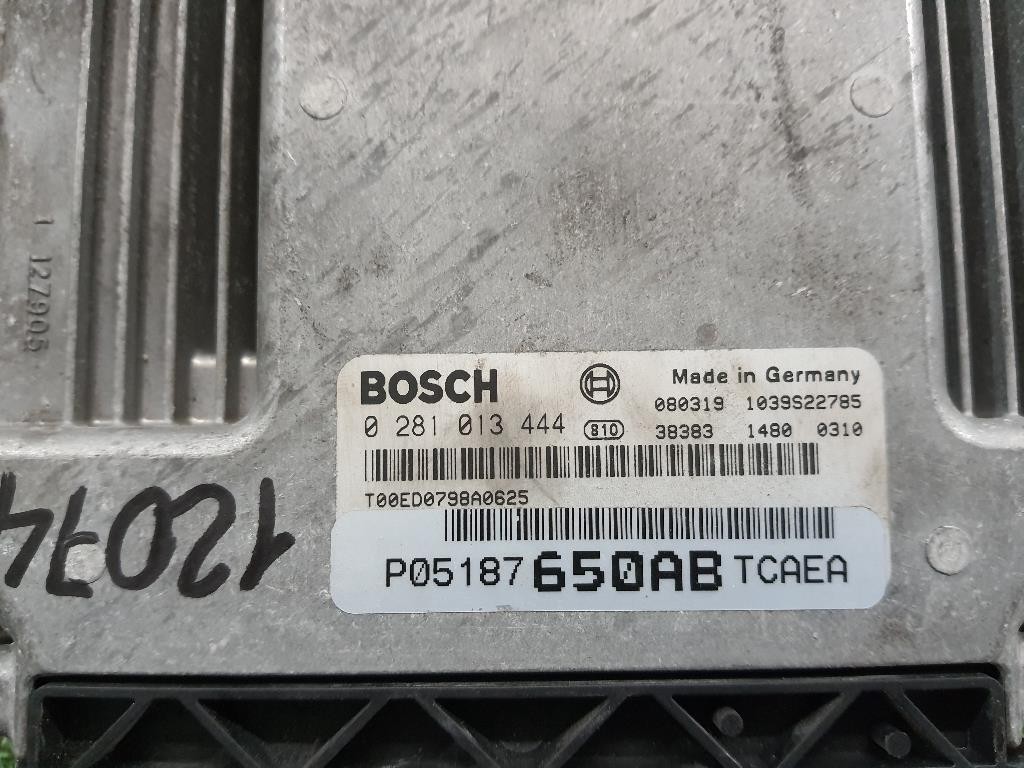 1 127905
BOSCH Made in Germany
080319 1039S22785
0 281 013 444 810 38383 1480 0310
T00ED0798A0625
P05187650AB TCAEA
12074